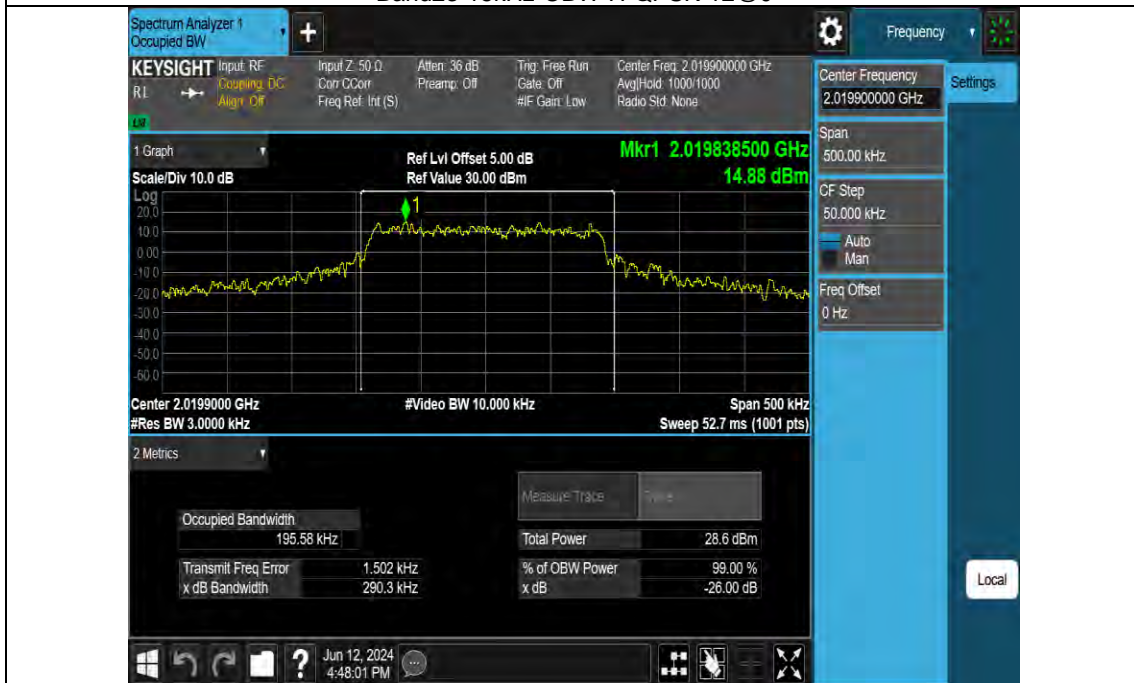 Spectrum Analyzer 1
Occupied BW
+
Frequency
KEYSIGHT
RL
Input: RF
Coupling: DC
Align: Off
Input Z: 50 Ω
Corr CCorr
Freq Ref: Int (S)
Atten: 36 dB
Preamp: Off
Trig: Free Run
Gate: Off
#IF Gain: Low
Center Freq: 2.019900000 GHz
Avg|Hold: 1000/1000
Radio Std: None
Center Frequency
2.019900000 GHz
Settings
Span
500.00 kHz
CF Step
50.000 kHz
Auto
Man
Freq Offset
0 Hz
1 Graph
Scale/Div 10.0 dB
Ref Lvl Offset 5.00 dB
Ref Value 30.00 dBm
Mkr1 2.019838500 GHz
14.88 dBm
Log
1
20.0
10.0
0.00
-10.0
-20.0
-30.0
-40.0
-50.0
-60.0
Center 2.0199000 GHz
#Res BW 3.0000 kHz
#Video BW 10.000 kHz
Span 500 kHz
Sweep 52.7 ms (1001 pts)
2 Metrics
Measure Trace
Occupied Bandwidth
195.58 kHz
Total Power 28.6 dBm
Transmit Freq Error 1.502 kHz
% of OBW Power 99.00 %
x dB Bandwidth 290.3 kHz
x dB -26.00 dB
Local
?
Jun 12, 2024
4:48:01 PM